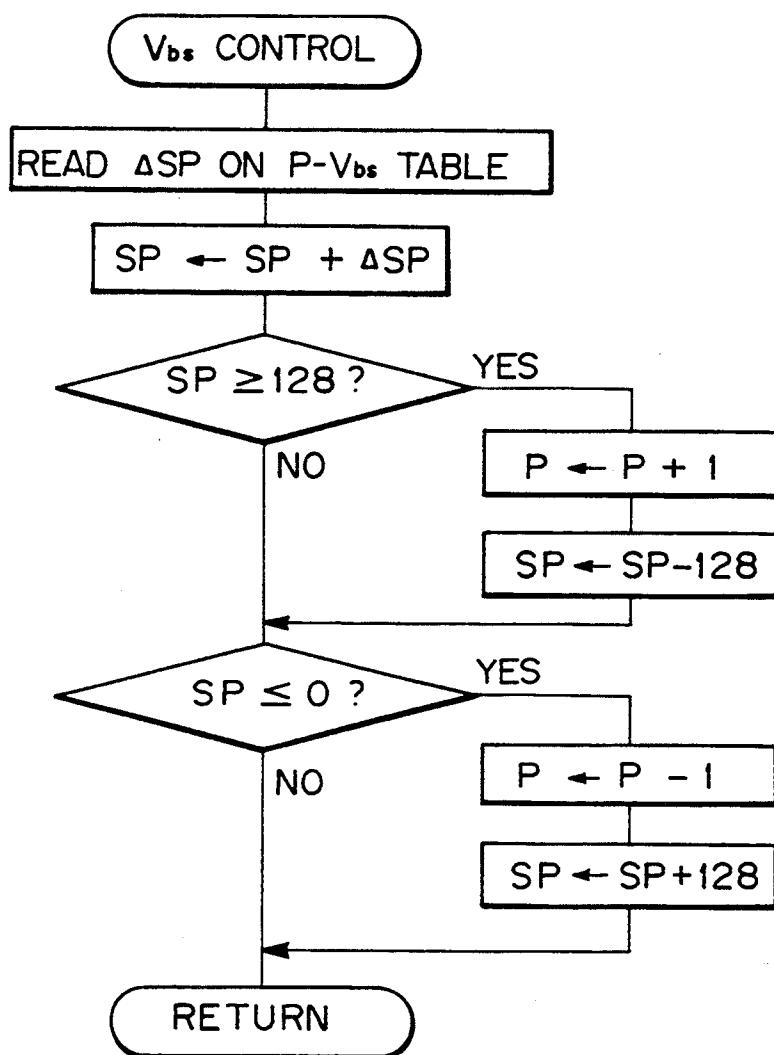 Vbs CONTROL
READ ΔSP ON P-Vbs TABLE
SP ← SP + ΔSP
SP ≥ 128 ?
YES
NO
P ← P + 1
SP ← SP-128
SP ≤ 0 ?
YES
NO
P ← P - 1
SP ← SP+128
RETURN